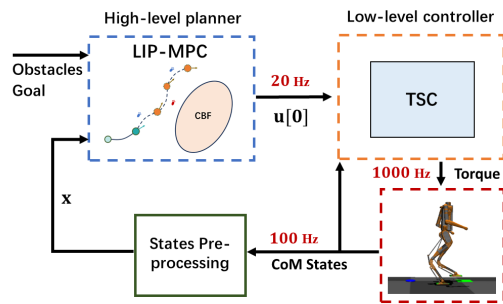 High-level planner
Low-level controller
LIP-MPC
Obstacles
Goal
CBF
20 Hz
u[0]
TSC
1000 Hz
Torque
x
States Pre-
processing
100 Hz
CoM States